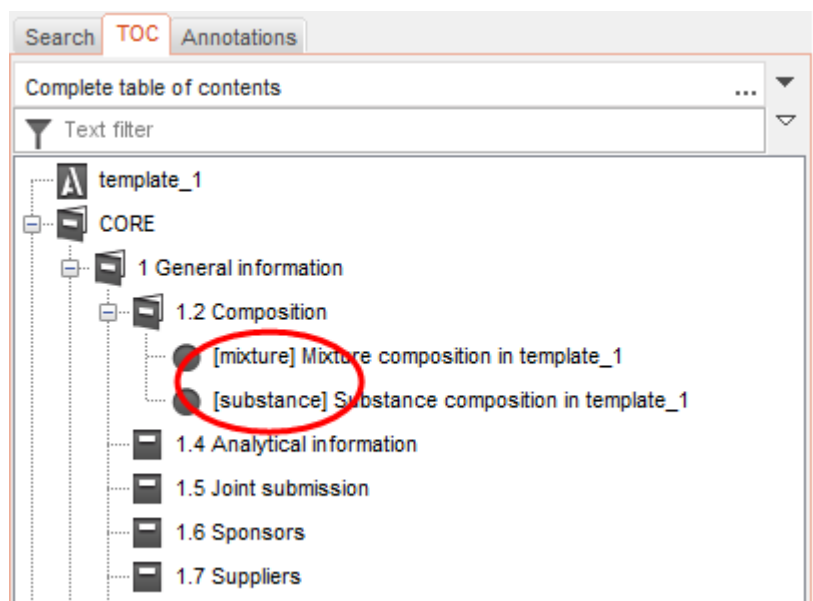 Search TOC Annotations
Complete table of contents ...
Text filter
template_1
CORE
1 General information
1.2 Composition
[mixture] Mixture composition in template_1
[substance] Substance composition in template_1
1.4 Analytical information
1.5 Joint submission
1.6 Sponsors
1.7 Suppliers